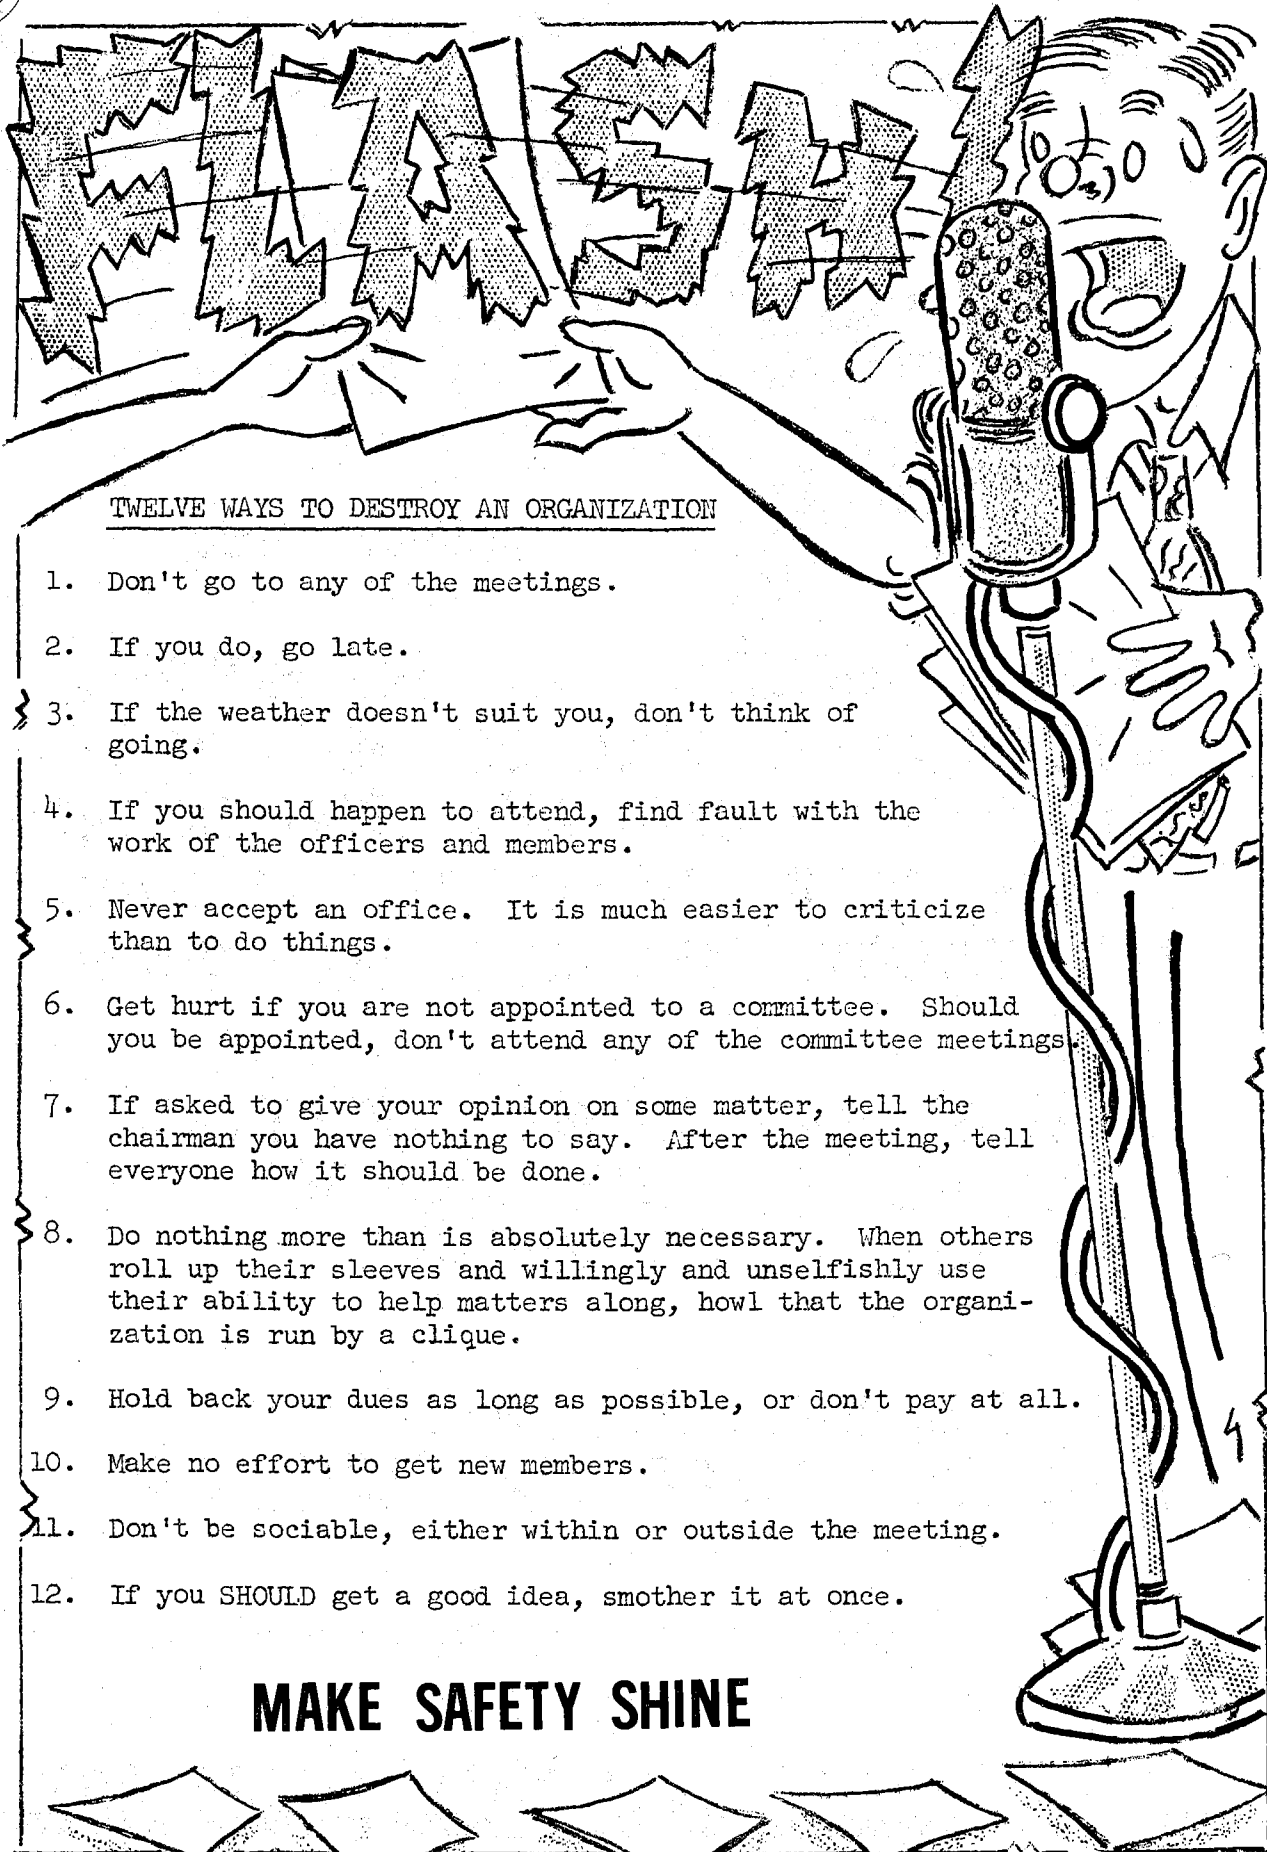 FLASH
TWELVE WAYS TO DESTROY AN ORGANIZATION
1. Don't go to any of the meetings.
2. If you do, go late.
3. If the weather doesn't suit you, don't think of
going.
4. If you should happen to attend, find fault with the
work of the officers and members.
5. Never accept an office. It is much easier to criticize
than to do things.
6. Get hurt if you are not appointed to a committee. Should
you be appointed, don't attend any of the committee meetings.
7. If asked to give your opinion on some matter, tell the
chairman you have nothing to say. After the meeting, tell
everyone how it should be done.
8. Do nothing more than is absolutely necessary. When others
roll up their sleeves and willingly and unselfishly use
their ability to help matters along, howl that the organi-
zation is run by a clique.
9. Hold back your dues as long as possible, or don't pay at all.
10. Make no effort to get new members.
11. Don't be sociable, either within or outside the meeting.
12. If you SHOULD get a good idea, smother it at once.
MAKE SAFETY SHINE